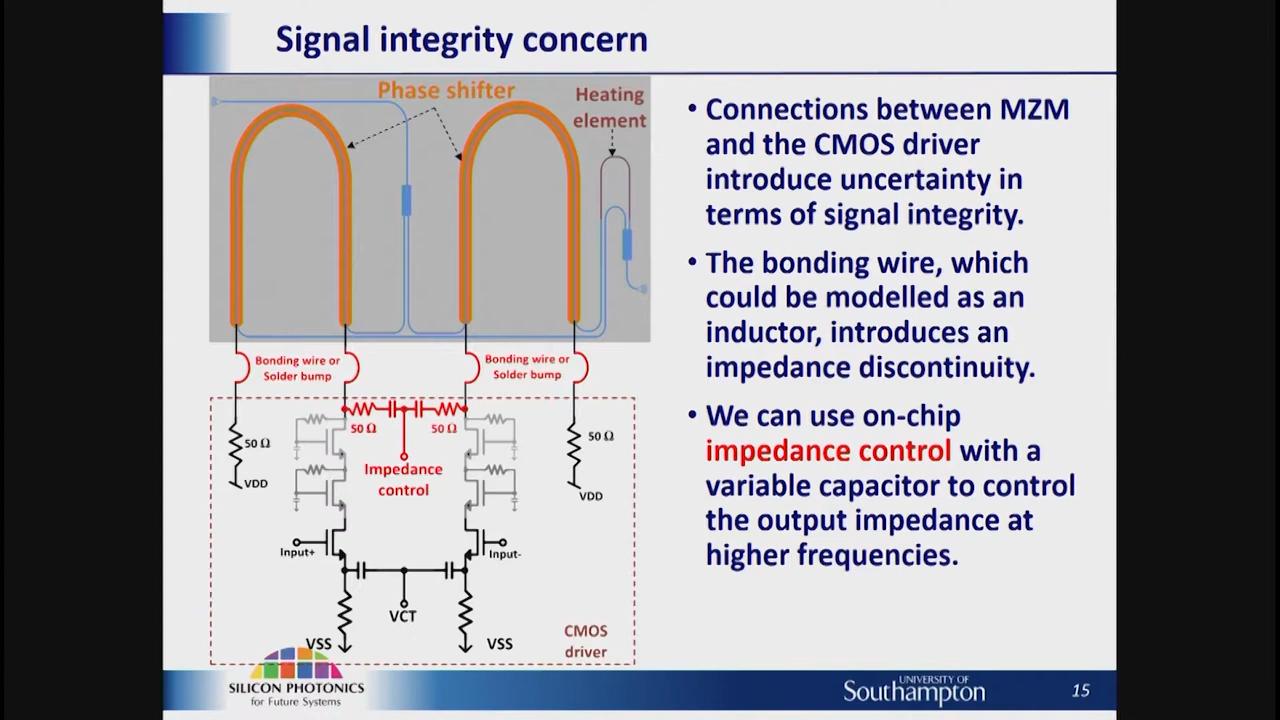 Signal integrity concern
Phase shifter
Heating
element
Bonding wire or
Solder bump
Bonding wire or
Solder bump
50 Ω
50 Ω
50 Ω
50 Ω
VDD
VDD
Impedance
control
Input+
Input-
VCT
VSS
VSS
CMOS
driver
• Connections between MZM
and the CMOS driver
introduce uncertainty in
terms of signal integrity.
• The bonding wire, which
could be modelled as an
inductor, introduces an
impedance discontinuity.
• We can use on-chip
impedance control with a
variable capacitor to control
the output impedance at
higher frequencies.
SILICON PHOTONICS
for Future Systems
UNIVERSITY OF
Southampton
15